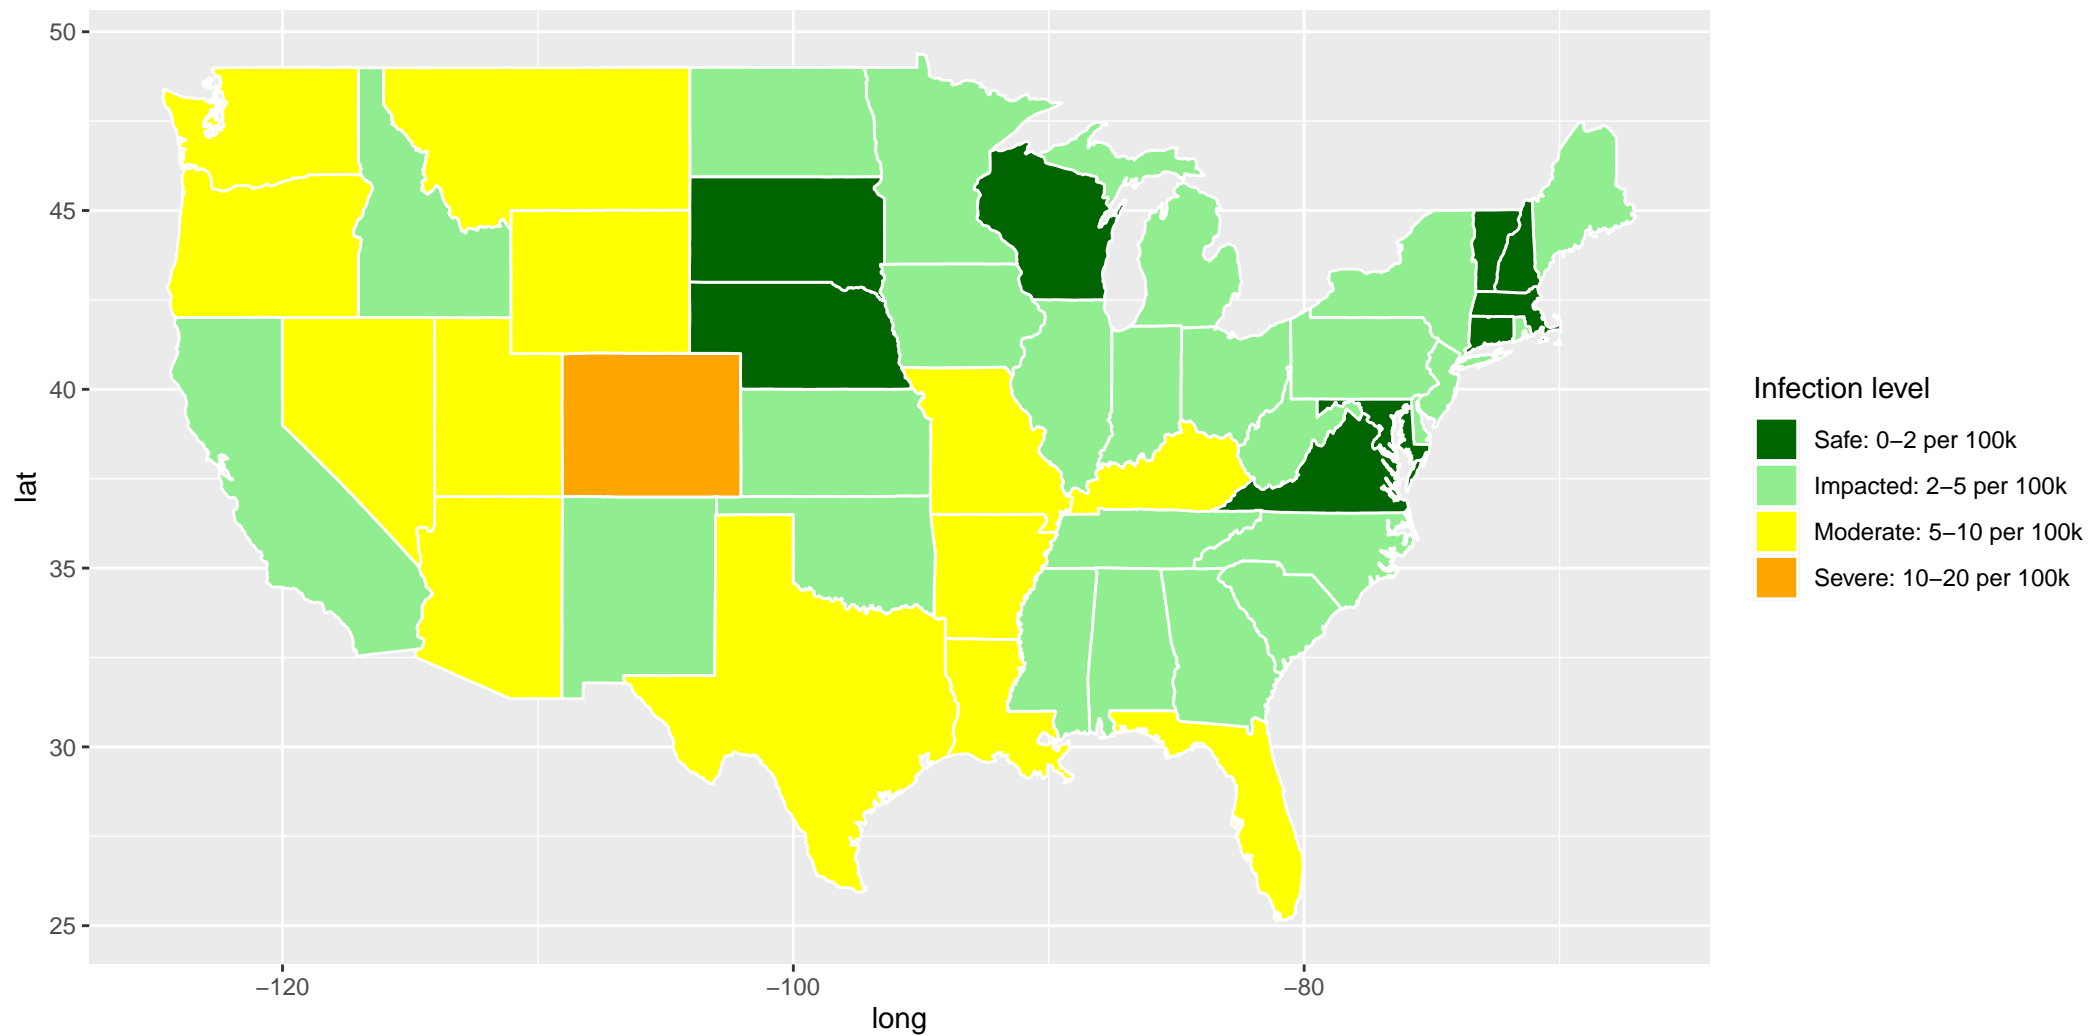 50
45
40
35
30
25
lat
−120
−100
−80
long
Infection level
Safe: 0−2 per 100k
Impacted: 2−5 per 100k
Moderate: 5−10 per 100k
Severe: 10−20 per 100k